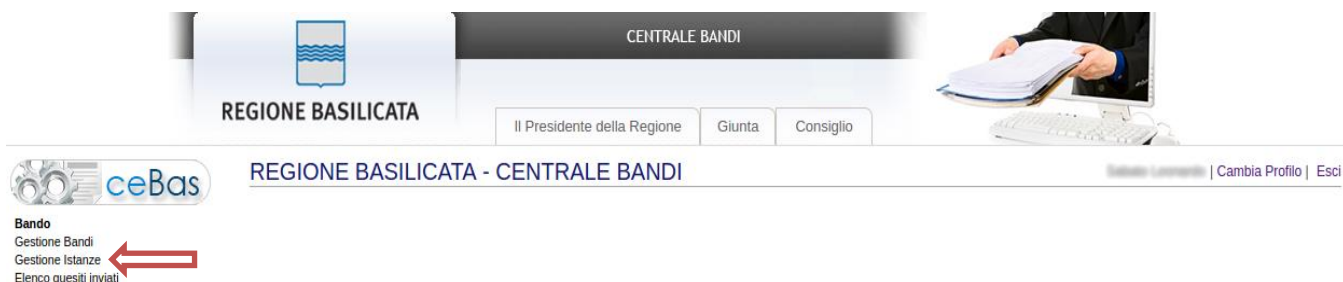 CENTRALE BANDI
REGIONE BASILICATA
Il Presidente della Regione
Giunta
Consiglio
ceBas
REGIONE BASILICATA - CENTRALE BANDI
| Cambia Profilo | Esci
Bando
Gestione Bandi
Gestione Istanze
Elenco quesiti inviati